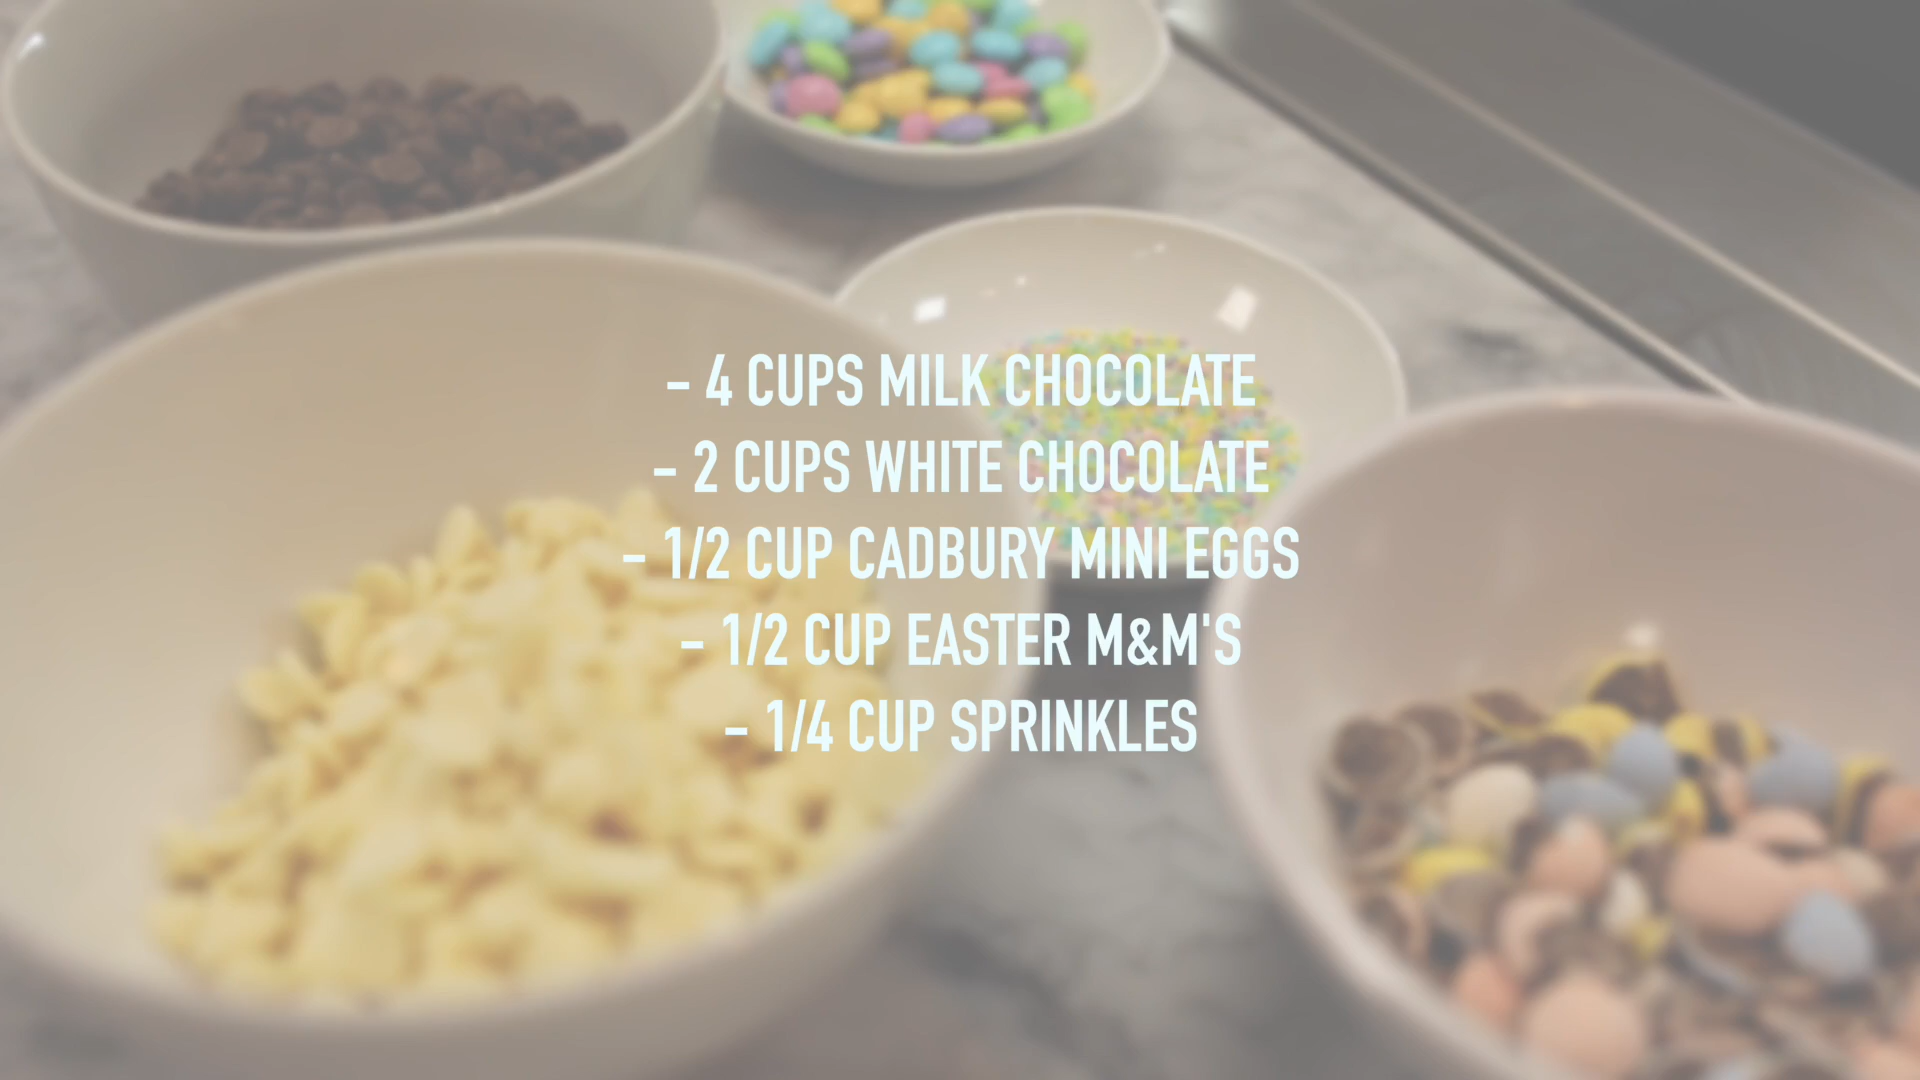 - 4 CUPS MILK CHOCOLATE
- 2 CUPS WHITE CHOCOLATE
- 1/2 CUP CADBURY MINI EGGS
- 1/2 CUP EASTER M&M'S
- 1/4 CUP SPRINKLES